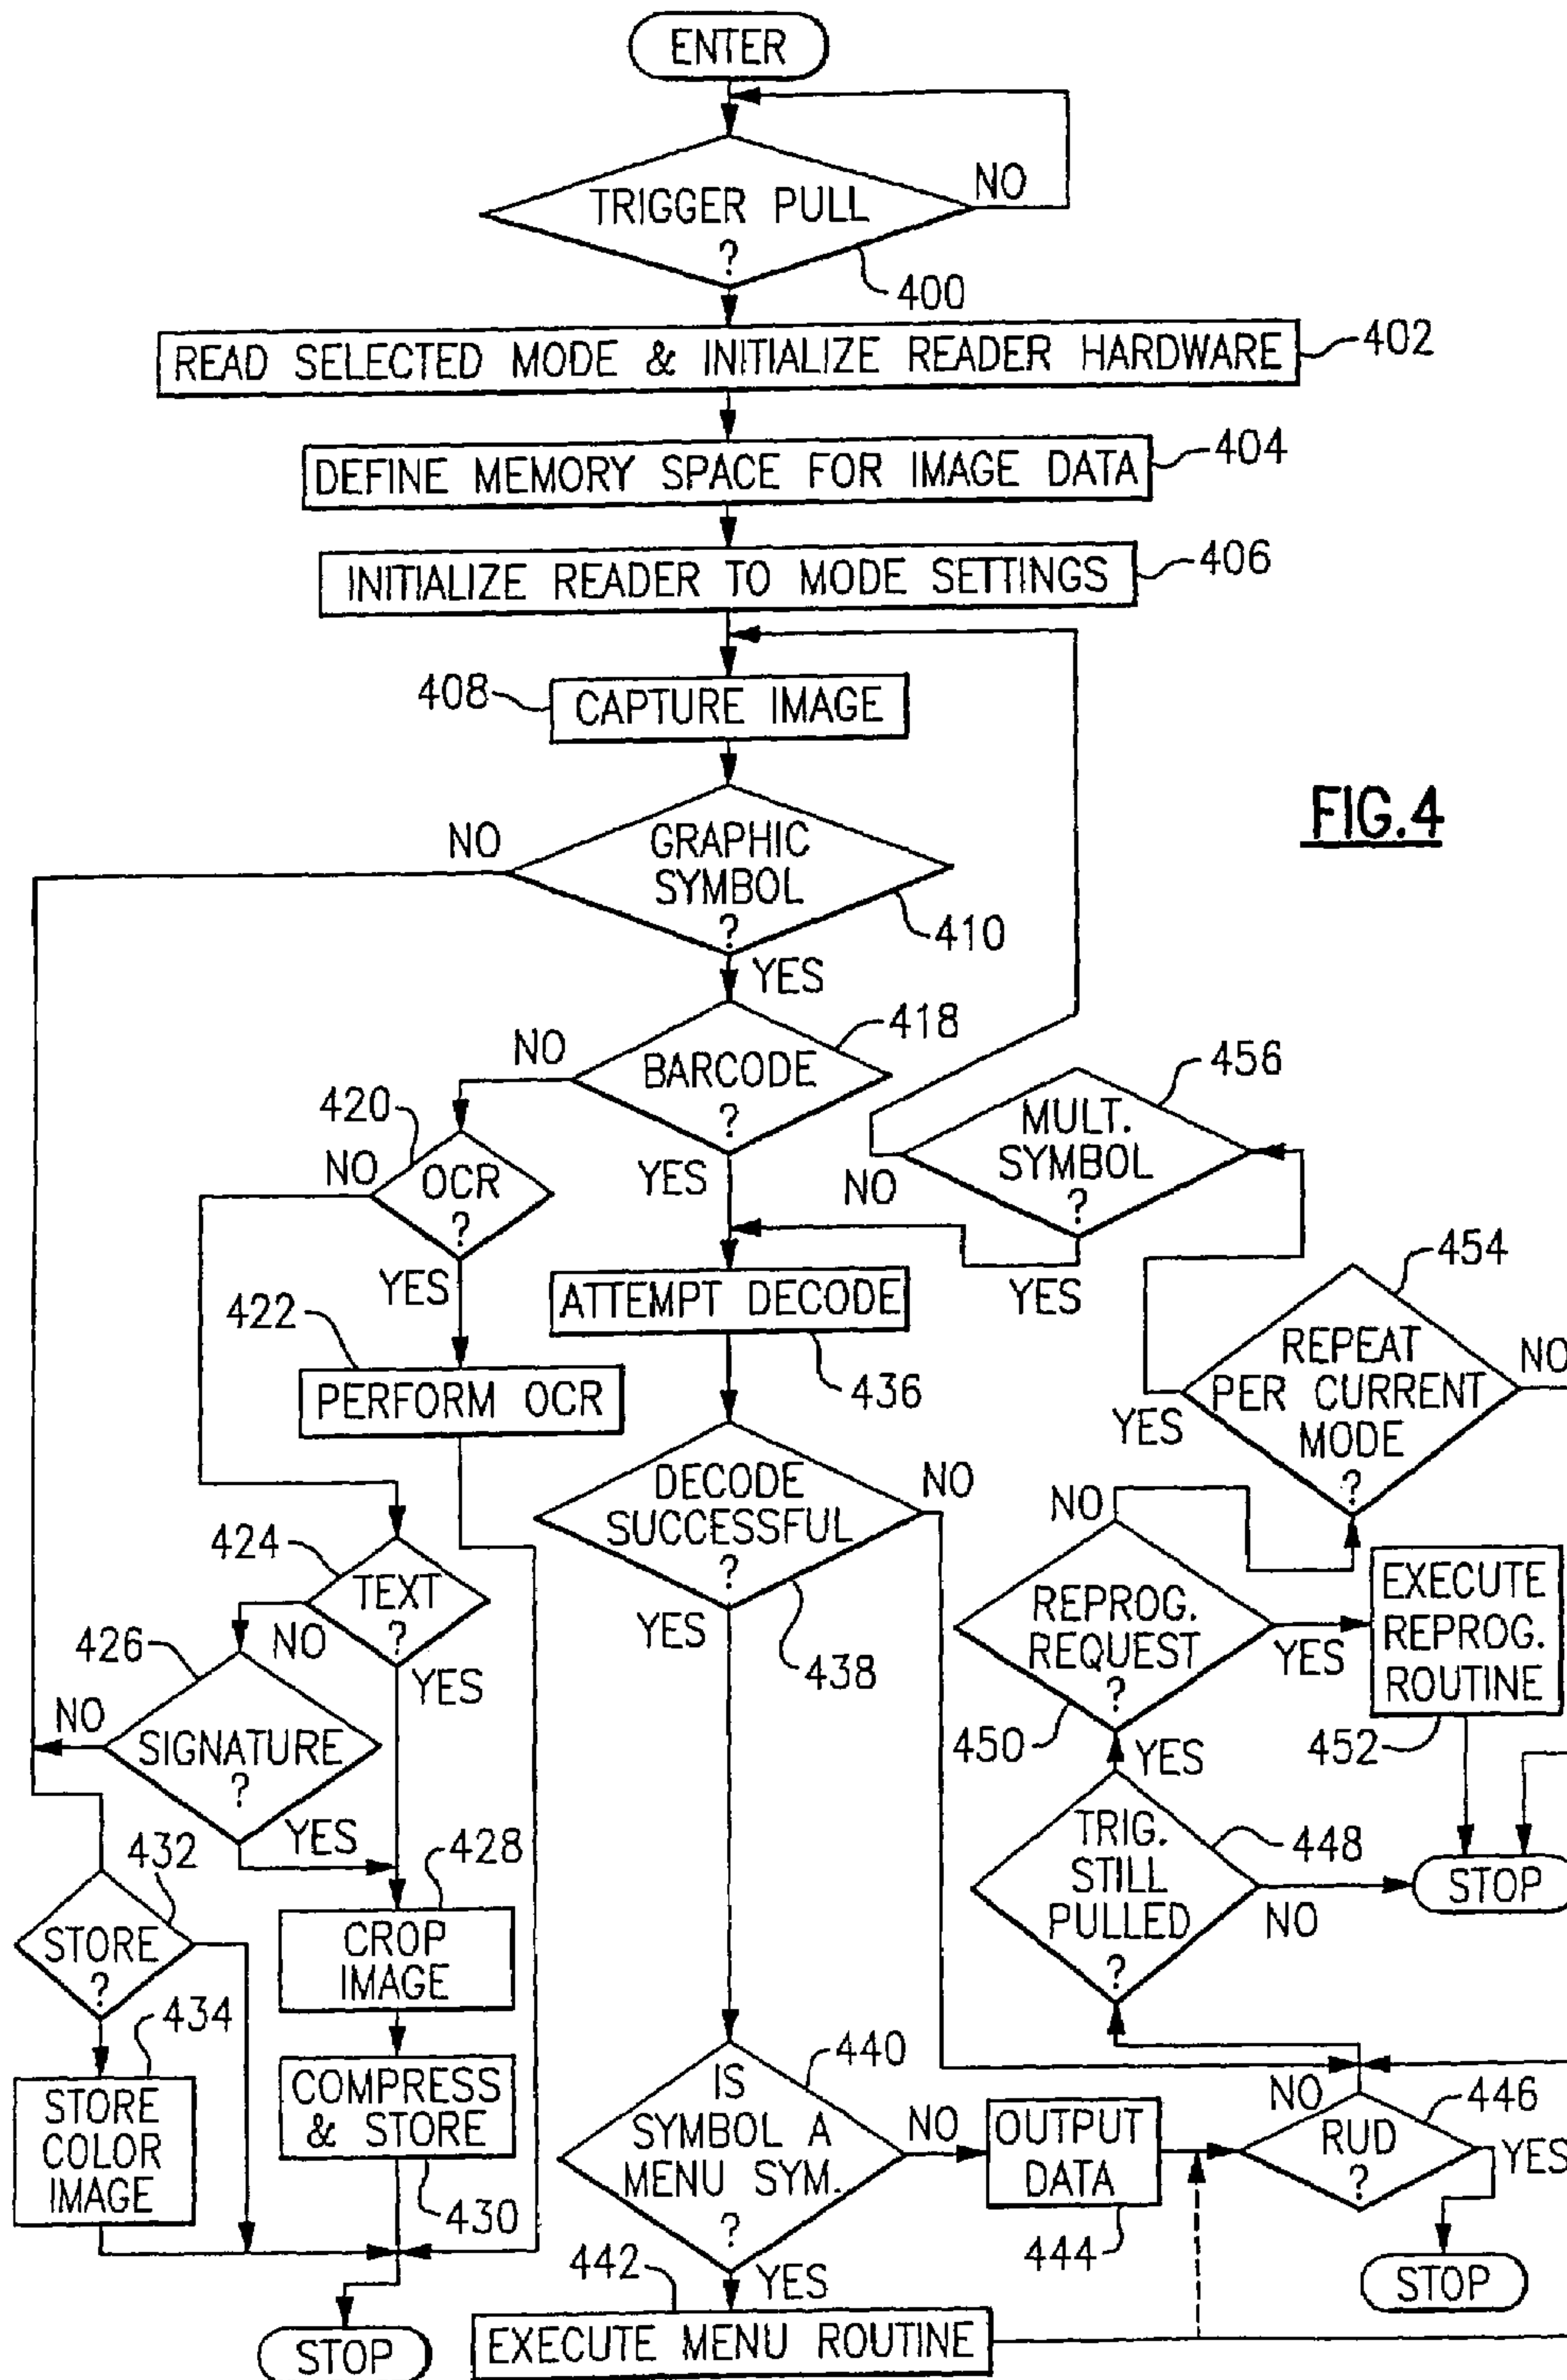 ENTER
TRIGGER PULL
?
NO
400
READ SELECTED MODE & INITIALIZE READER HARDWARE
402
DEFINE MEMORY SPACE FOR IMAGE DATA
404
INITIALIZE READER TO MODE SETTINGS
406
408
CAPTURE IMAGE
FIG.4
NO
GRAPHIC
SYMBOL
?
410
YES
NO
BARCODE
?
418
YES
420
NO
OCR
?
YES
422
PERFORM OCR
456
MULT.
SYMBOL
?
NO
YES
ATTEMPT DECODE
436
454
REPEAT
PER CURRENT
MODE
?
NO
YES
DECODE
SUCCESSFUL
?
NO
YES
438
424
TEXT
?
NO
YES
426
NO
SIGNATURE
?
YES
NO
REPROG.
REQUEST
?
450
YES
YES
EXECUTE
REPROG.
ROUTINE
452
TRIG.
STILL
PULLED
?
448
NO
STOP
432
STORE
?
434
STORE
COLOR
IMAGE
428
CROP
IMAGE
COMPRESS
& STORE
430
STOP
IS
SYMBOL A
MENU SYM.
?
440
NO
YES
OUTPUT
DATA
444
NO
RUD
?
446
YES
STOP
442
EXECUTE MENU ROUTINE